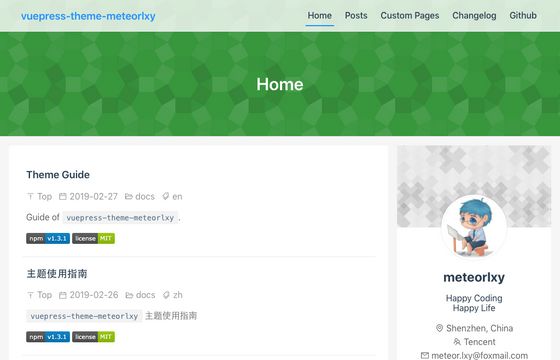 vuepress-theme-meteorlxy
Home Posts Custom Pages Changelog Github
Home
Theme Guide
Top 2019-02-27 docs en
Guide of vuepress-theme-meteorlxy.
npm v1.3.1 license MIT
主题使用指南
Top 2019-02-26 docs zh
vuepress-theme-meteorlxy 主题使用指南
npm v1.3.1 license MIT
meteorlxy
Happy Coding
Happy Life
Shenzhen, China
Tencent
meteor.lxy@foxmail.com